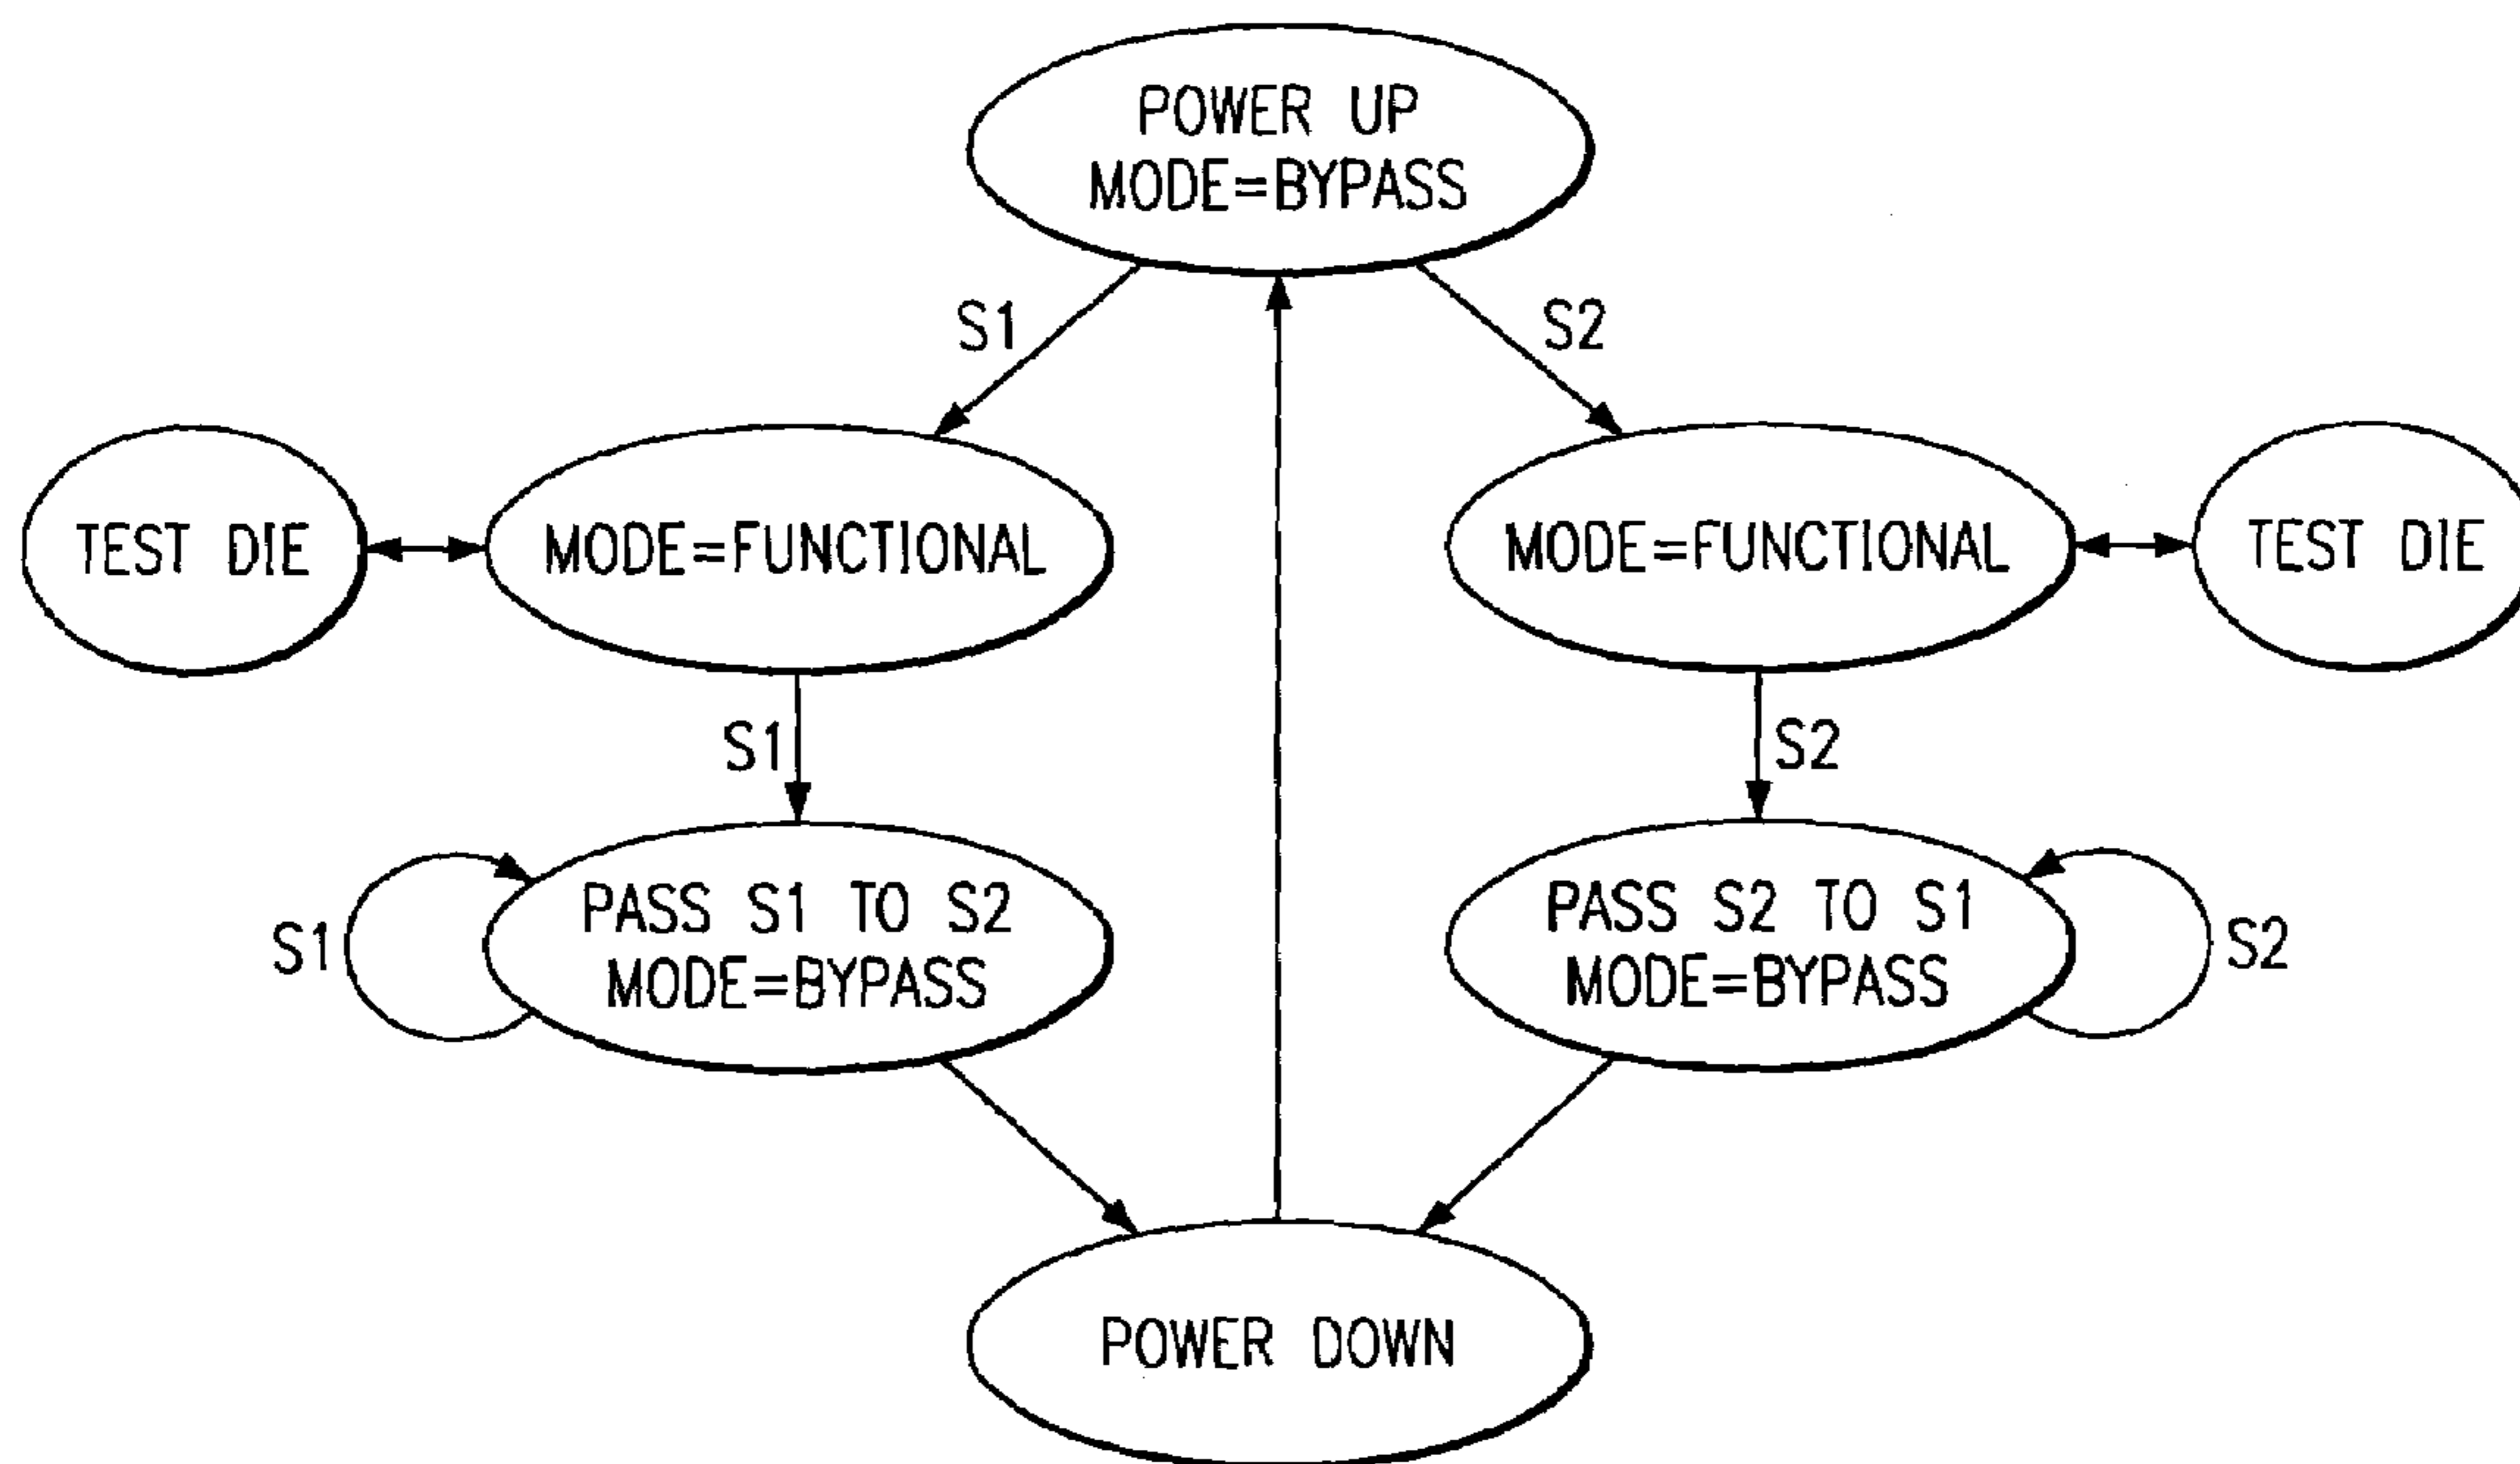 POWER UP
MODE=BYPASS
S1
S2
TEST DIE
MODE=FUNCTIONAL
MODE=FUNCTIONAL
TEST DIE
S1
S2
S1
PASS S1 TO S2
MODE=BYPASS
PASS S2 TO S1
MODE=BYPASS
S2
POWER DOWN